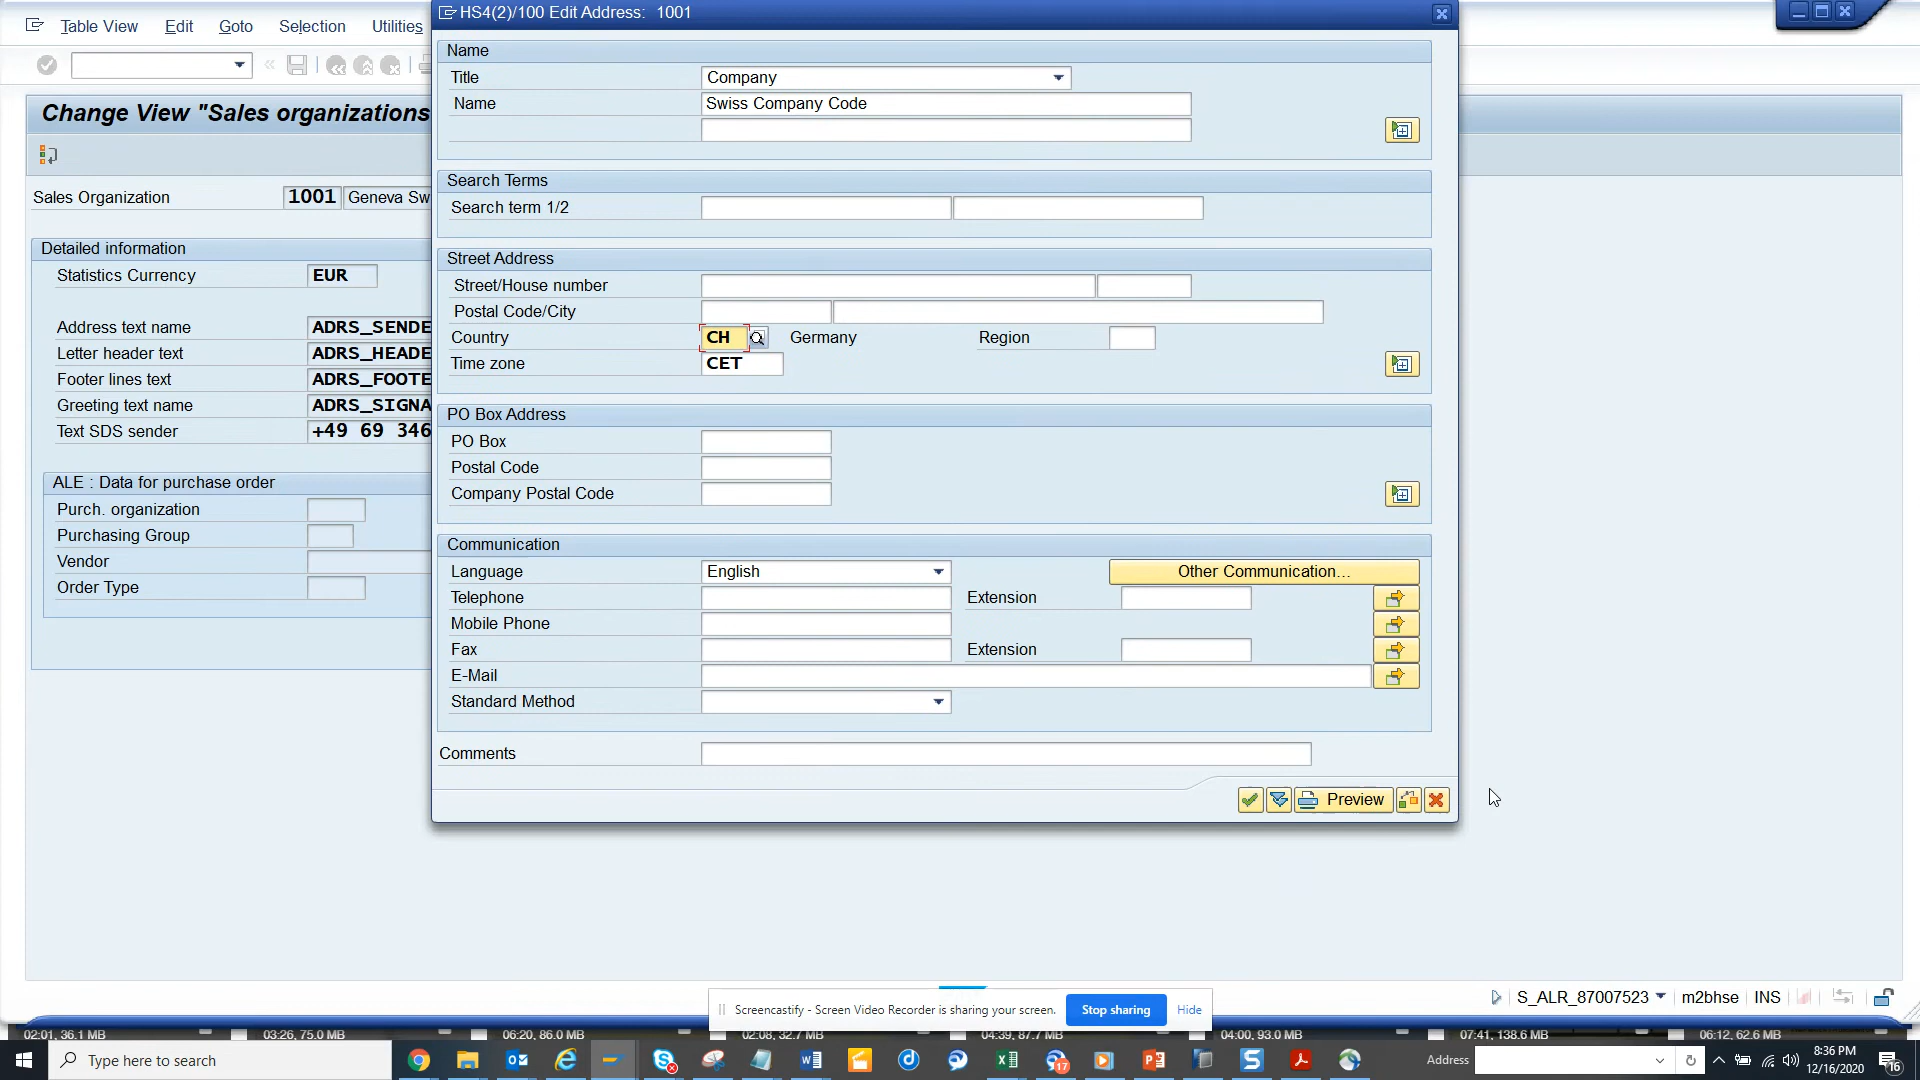 Table View Edit Goto Selection Utilities
HS4(2)/100 Edit Address: 1001
Change View "Sales organizations
Sales Organization 1001 Geneva Sw
Detailed information
Statistics Currency EUR
Address text name ADRS_SENDE
Letter header text ADRS_HEADE
Footer lines text ADRS_FOOTE
Greeting text name ADRS_SIGNA
Text SDS sender +49 69 346
ALE : Data for purchase order
Purch. organization
Purchasing Group
Vendor
Order Type
Name
Title Company
Name Swiss Company Code
Search Terms
Search term 1/2
Street Address
Street/House number
Postal Code/City
Country CH Germany Region
Time zone CET
PO Box Address
PO Box
Postal Code
Company Postal Code
Communication
Language English Other Communication...
Telephone Extension
Mobile Phone
Fax Extension
E-Mail
Standard Method
Comments
Preview
S_ALR_87007523 m2bhse INS
Screencastify - Screen Video Recorder is sharing your screen. Stop sharing Hide
02:01, 36.1 MB 03:26, 75.0 MB 06:20, 86.0 MB 02:08, 32.7 MB 04:39, 87.7 MB 04:00, 93.0 MB 07:41, 138.6 MB 06:12, 62.6 MB
Type here to search 17 Address 8:36 PM
12/16/2020 16